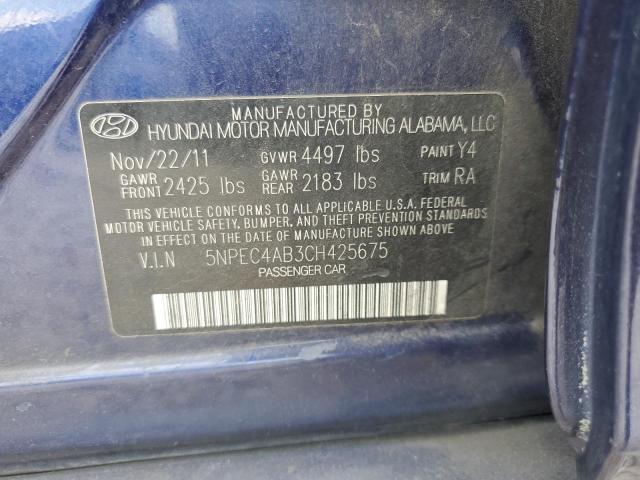 MANUFACTURED BY
HYUNDAI MOTOR MANUFACTURING ALABAMA, LLC
Nov/22/11 GVWR 4497 lbs PAINT Y4
GAWR FRONT 2425 lbs GAWR REAR 2183 lbs TRIM RA
THIS VEHICLE CONFORMS TO ALL APPLICABLE U.S.A. FEDERAL
MOTOR VEHICLE SAFETY, BUMPER, AND THEFT PREVENTION STANDARDS
IN EFFECT ON THE DATE OF MANUFACTURE SHOWN ABOVE
V.I.N 5NPEC4AB3CH425675
PASSENGER CAR